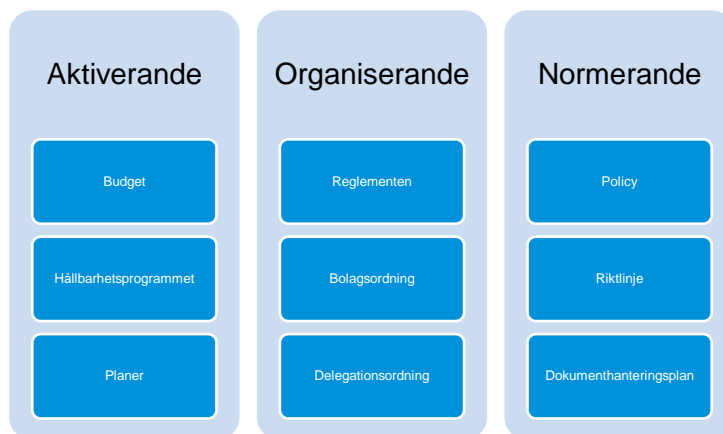 Aktiverande
Budget
Hållbarhetsprogrammet
Planer
Organiserande
Reglementen
Bolagsordning
Delegationsordning
Normerande
Policy
Riktlinje
Dokumenthanteringsplan